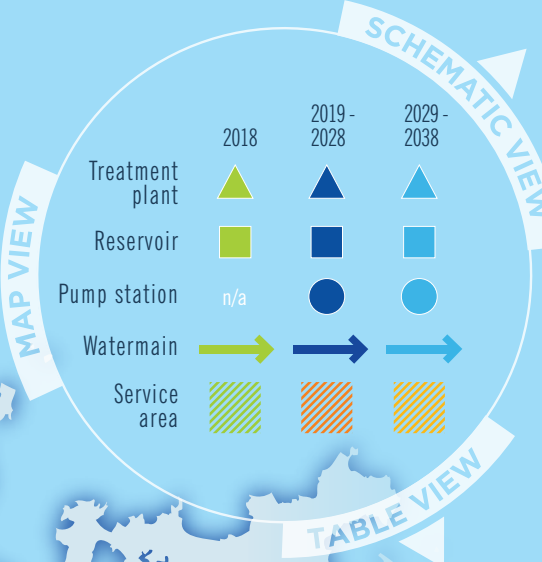 SCHEMATIC VIEW
MAP VIEW
2018
2019 -
2028
2029 -
2038
Treatment
plant
Reservoir
Pump station
n/a
Watermain
Service
area
TABLE VIEW